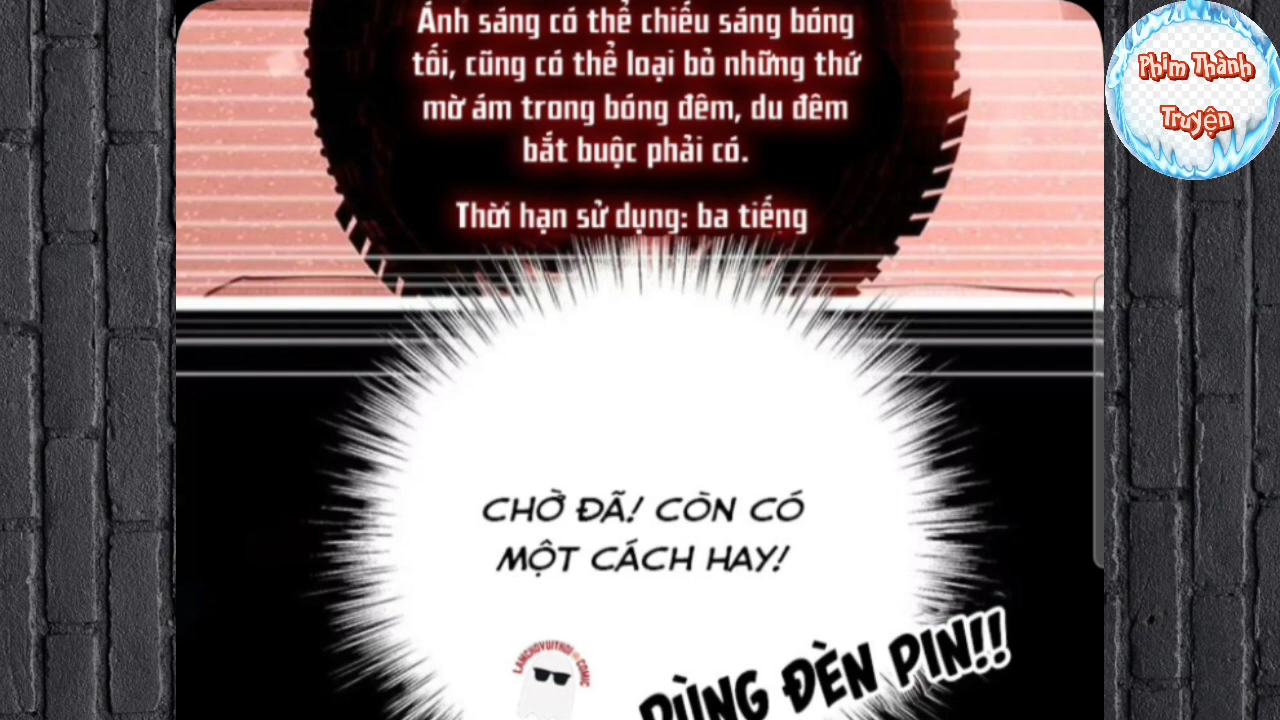 Ánh sáng có thể chiếu sáng bóng
tối, cũng có thể loại bỏ những thứ
mờ ám trong bóng đêm, du đêm
bắt buộc phải có.
Thời hạn sử dụng: ba tiếng
CHỜ ĐÃ! CÒN CÓ
MỘT CÁCH HAY!
DÙNG ĐÈN PIN!!
LAMCHOVUITHOI COMIC
Phim Thành
Truyện